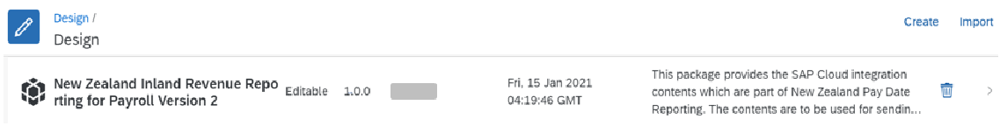 Design /
Design
Create Import
New Zealand Inland Revenue Repo
rting for Payroll Version 2
Editable
1.0.0
Fri, 15 Jan 2021
04:19:46 GMT
This package provides the SAP Cloud integration
contents which are part of New Zealand Pay Date
Reporting. The contents are to be used for sendin...